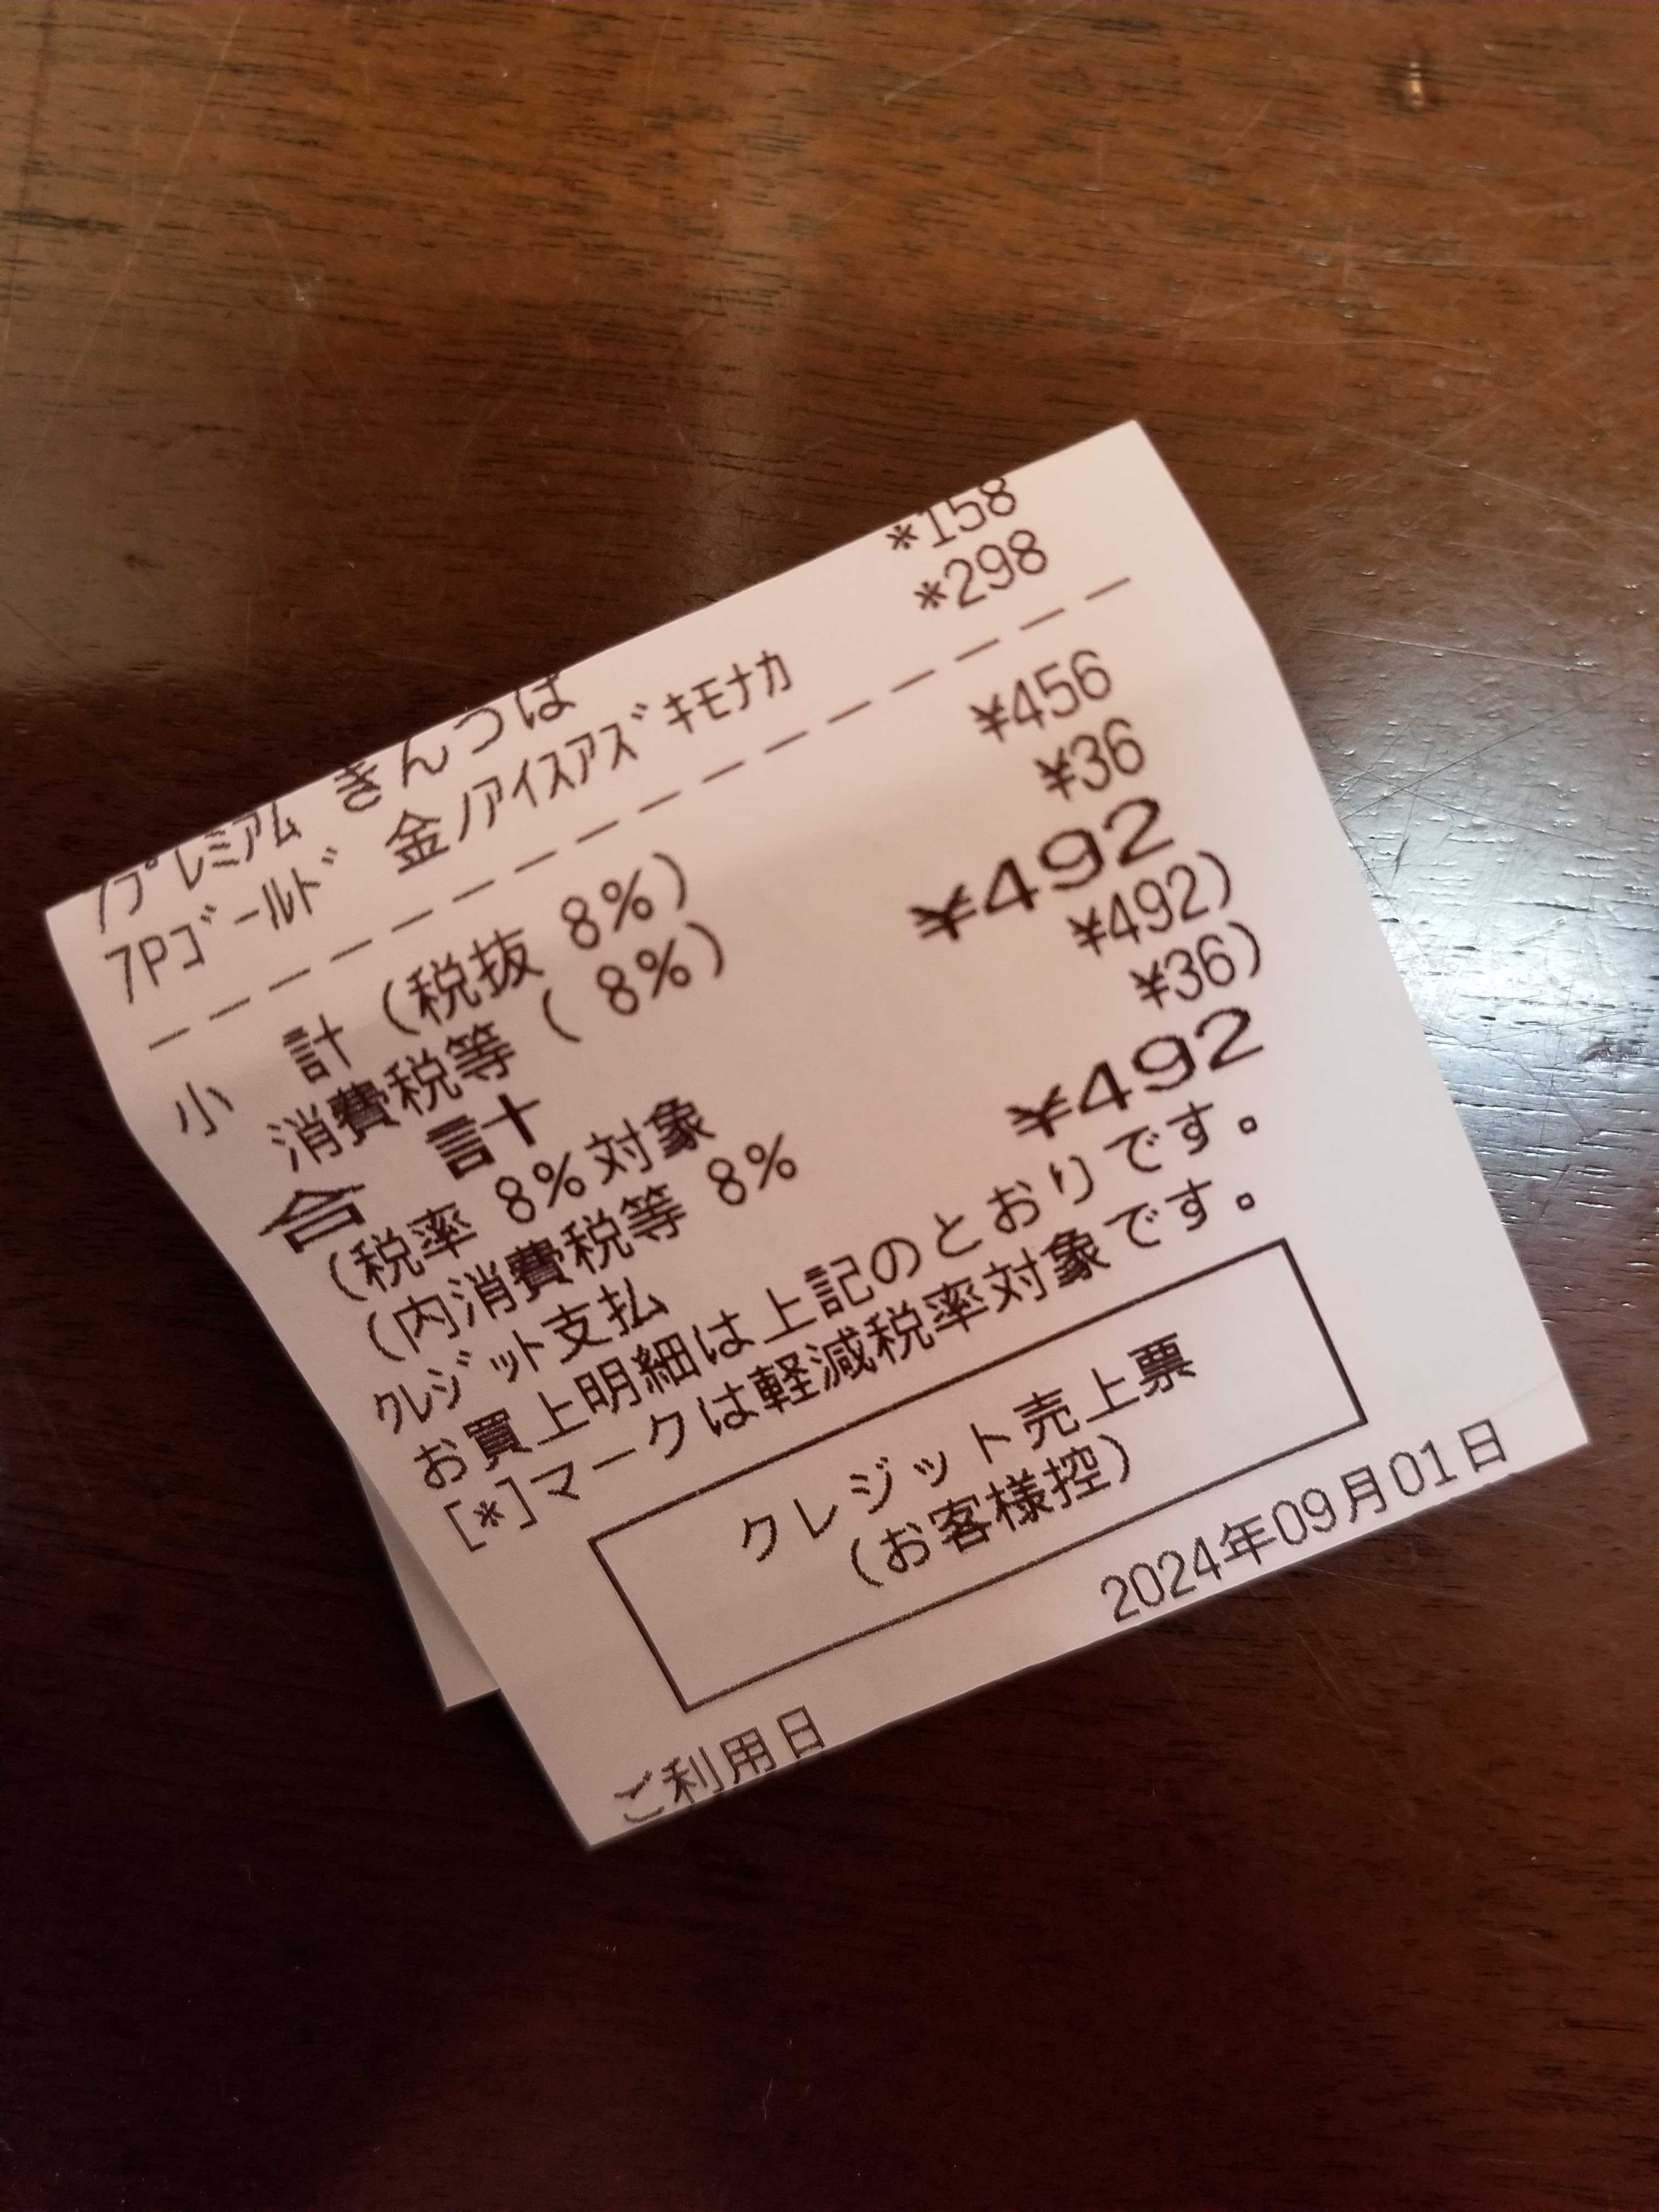 7プレミアム きんつば *158
7Pゴールド 金ノアイスアズキモナカ *298
小 計 (税抜 8%) ¥456
消費税等 ( 8%) ¥36
合 計 ¥492
(税率 8%対象 ¥492)
(内消費税等 8% ¥36)
クレジット支払 ¥492
お買上明細は上記のとおりです。
[*]マークは軽減税率対象です。
クレジット売上票
(お客様控)
ご利用日 2024年09月01日